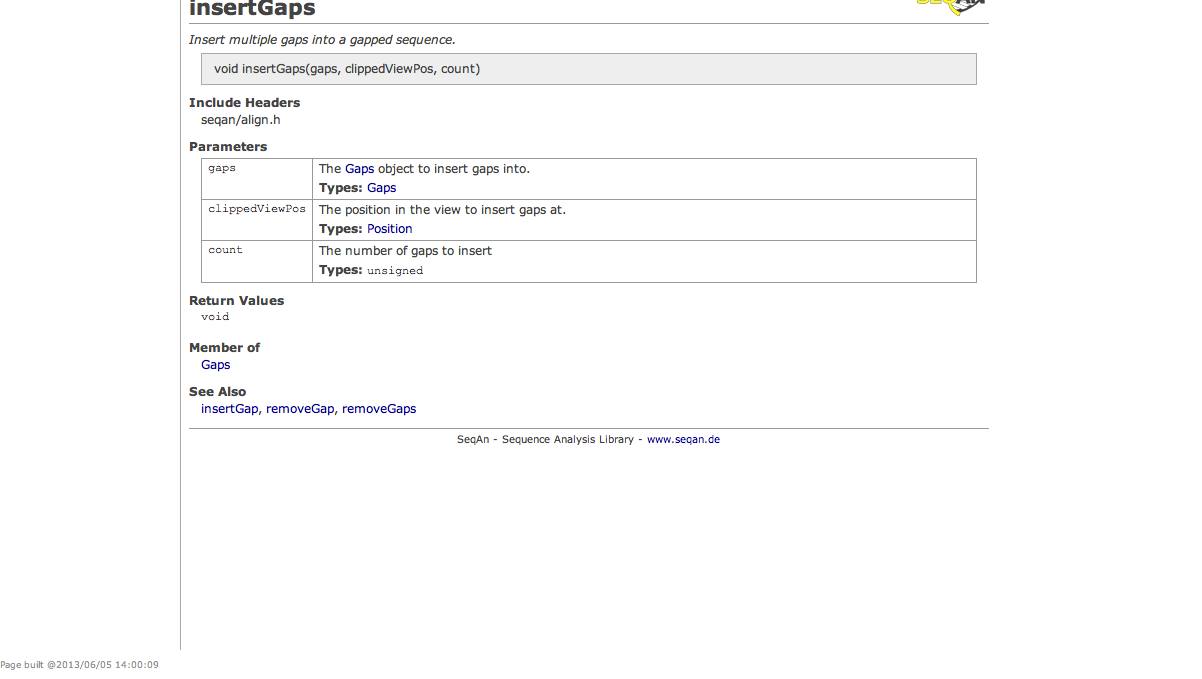 insertGaps
Insert multiple gaps into a gapped sequence.
void insertGaps(gaps, clippedViewPos, count)
Include Headers
seqan/align.h
Parameters
gaps
The Gaps object to insert gaps into.
Types: Gaps
clippedViewPos
The position in the view to insert gaps at.
Types: Position
count
The number of gaps to insert
Types: unsigned
Return Values
void
Member of
Gaps
See Also
insertGap, removeGap, removeGaps
SeqAn - Sequence Analysis Library - www.seqan.de
Page built @2013/06/05 14:00:09